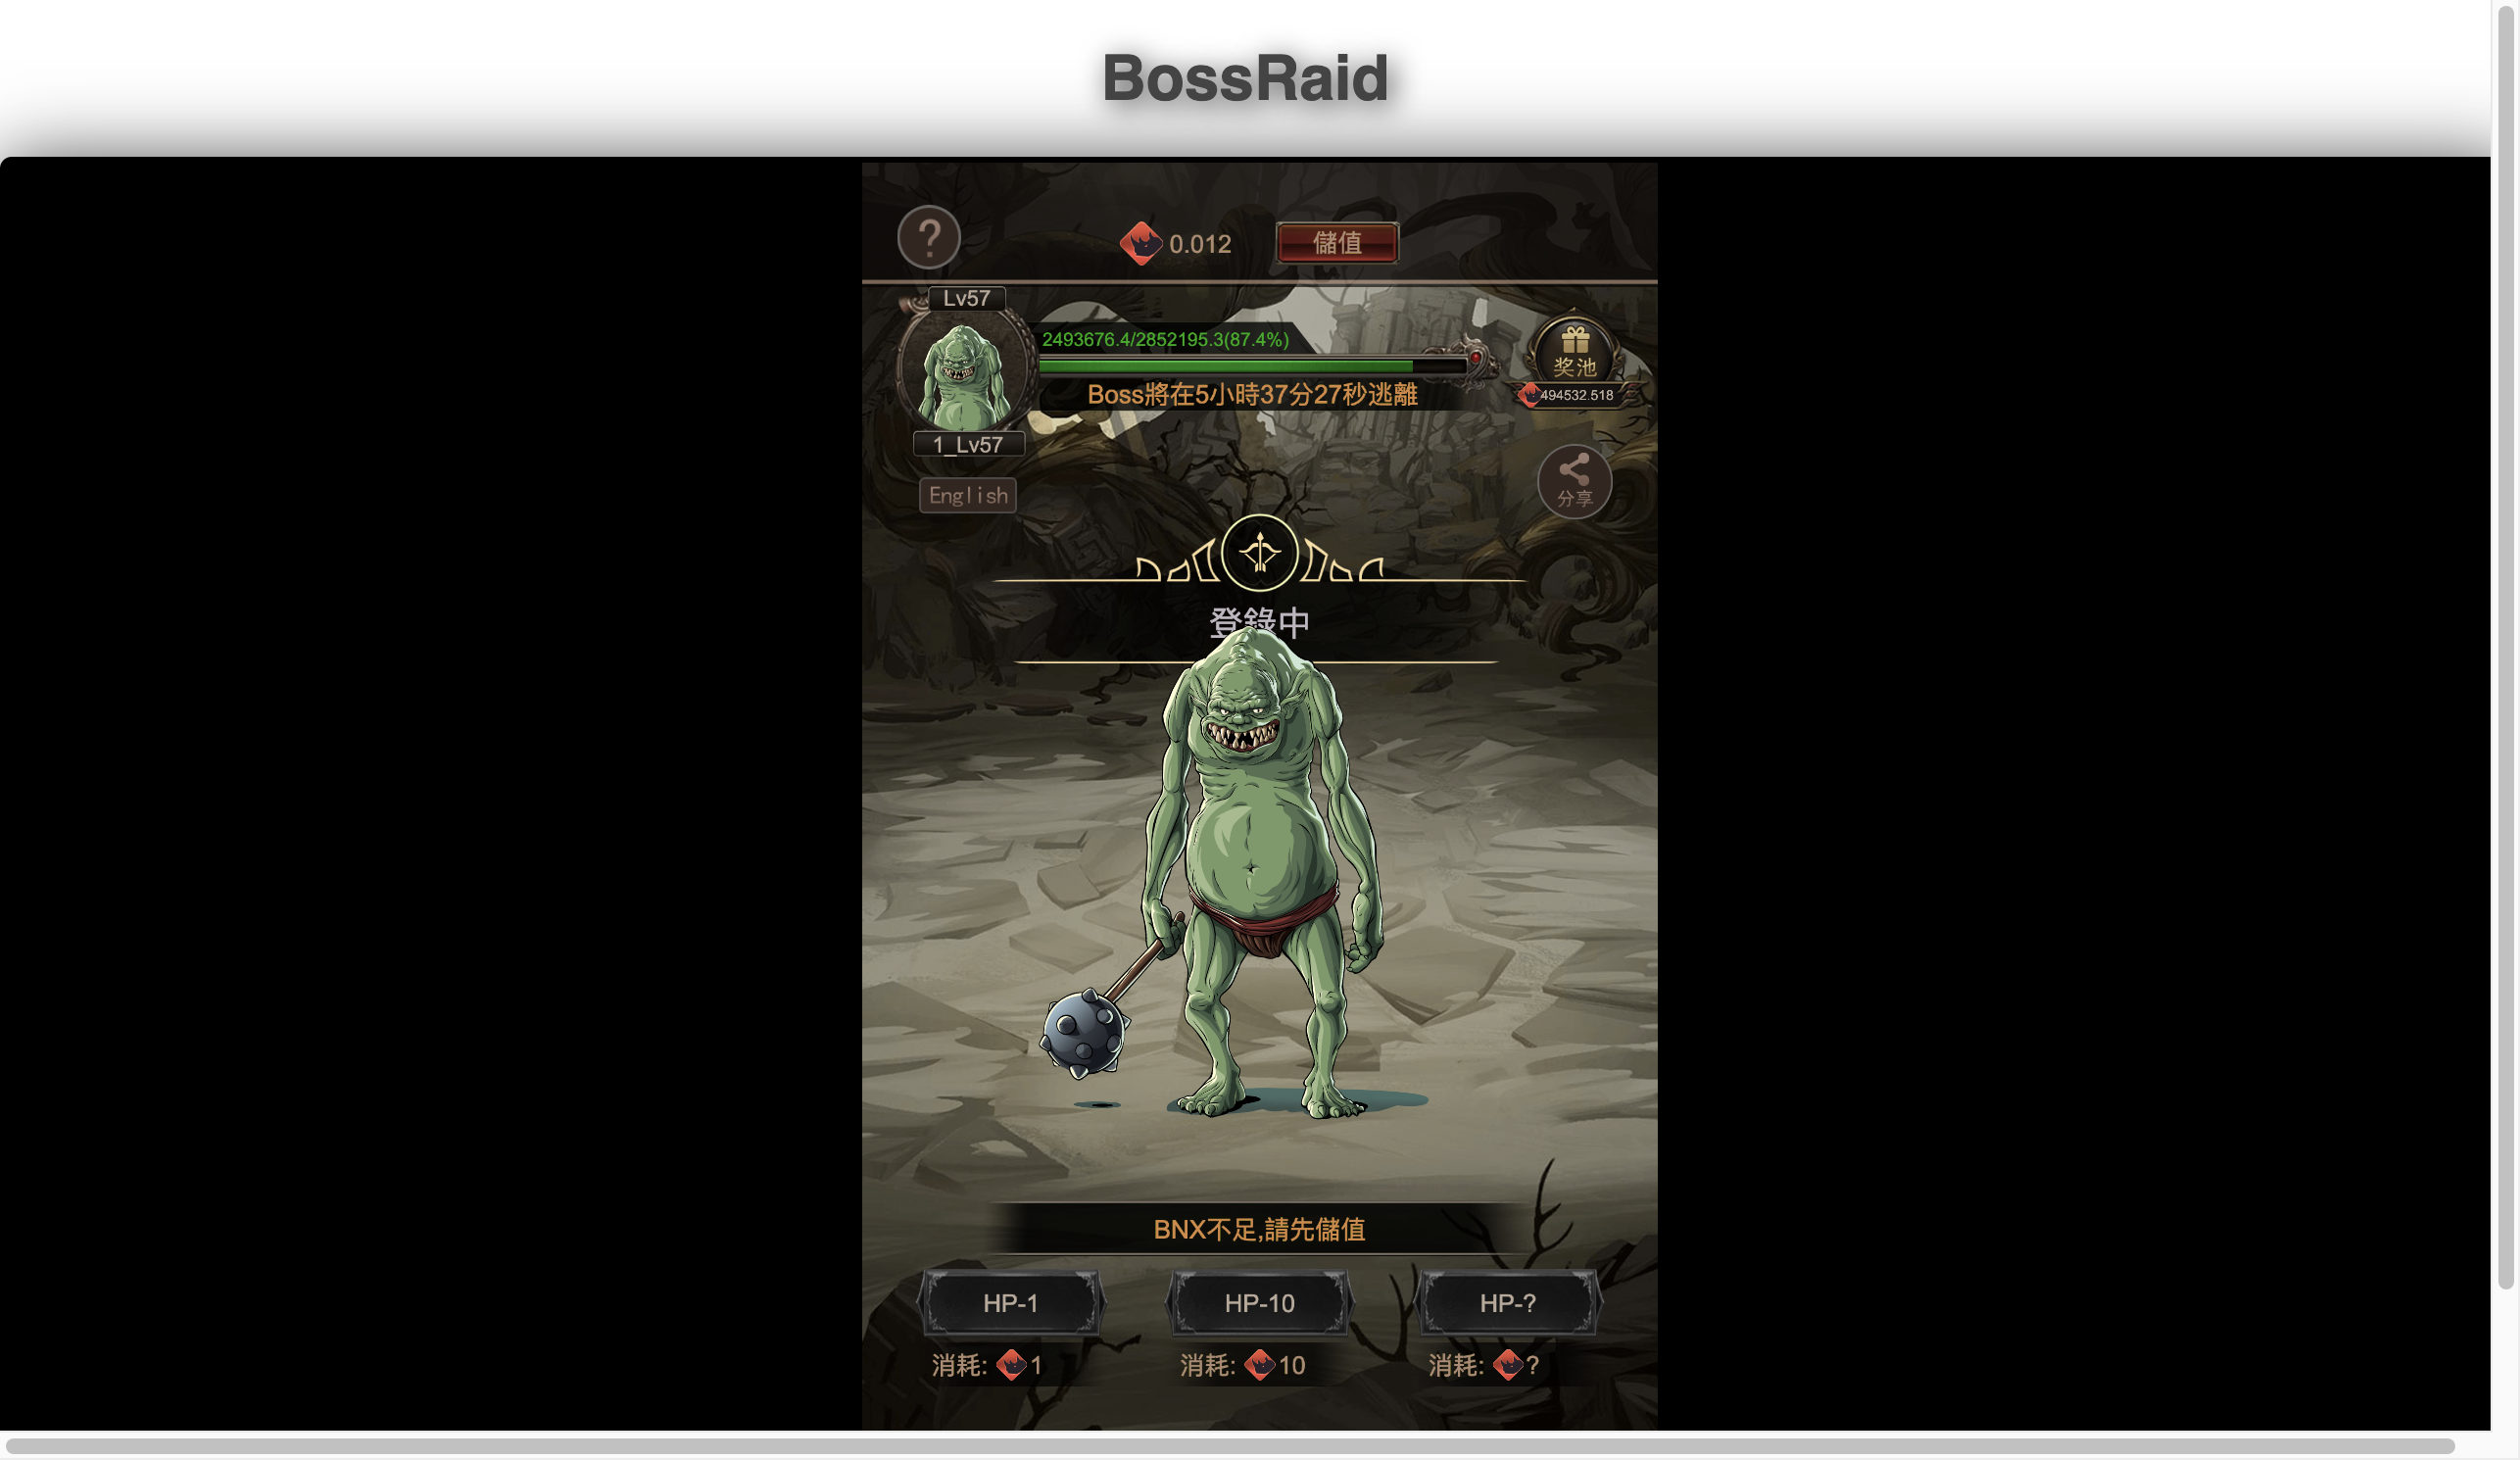 BossRaid
?
0.012
儲值
Lv57
2493676.4/2852195.3(87.4%)
Boss將在5小時37分27秒逃離
奖池
494532.518
1_Lv57
English
分享
登錄中
BNX不足,請先儲值
HP-1
HP-10
HP-?
消耗: 1
消耗: 10
消耗: ?